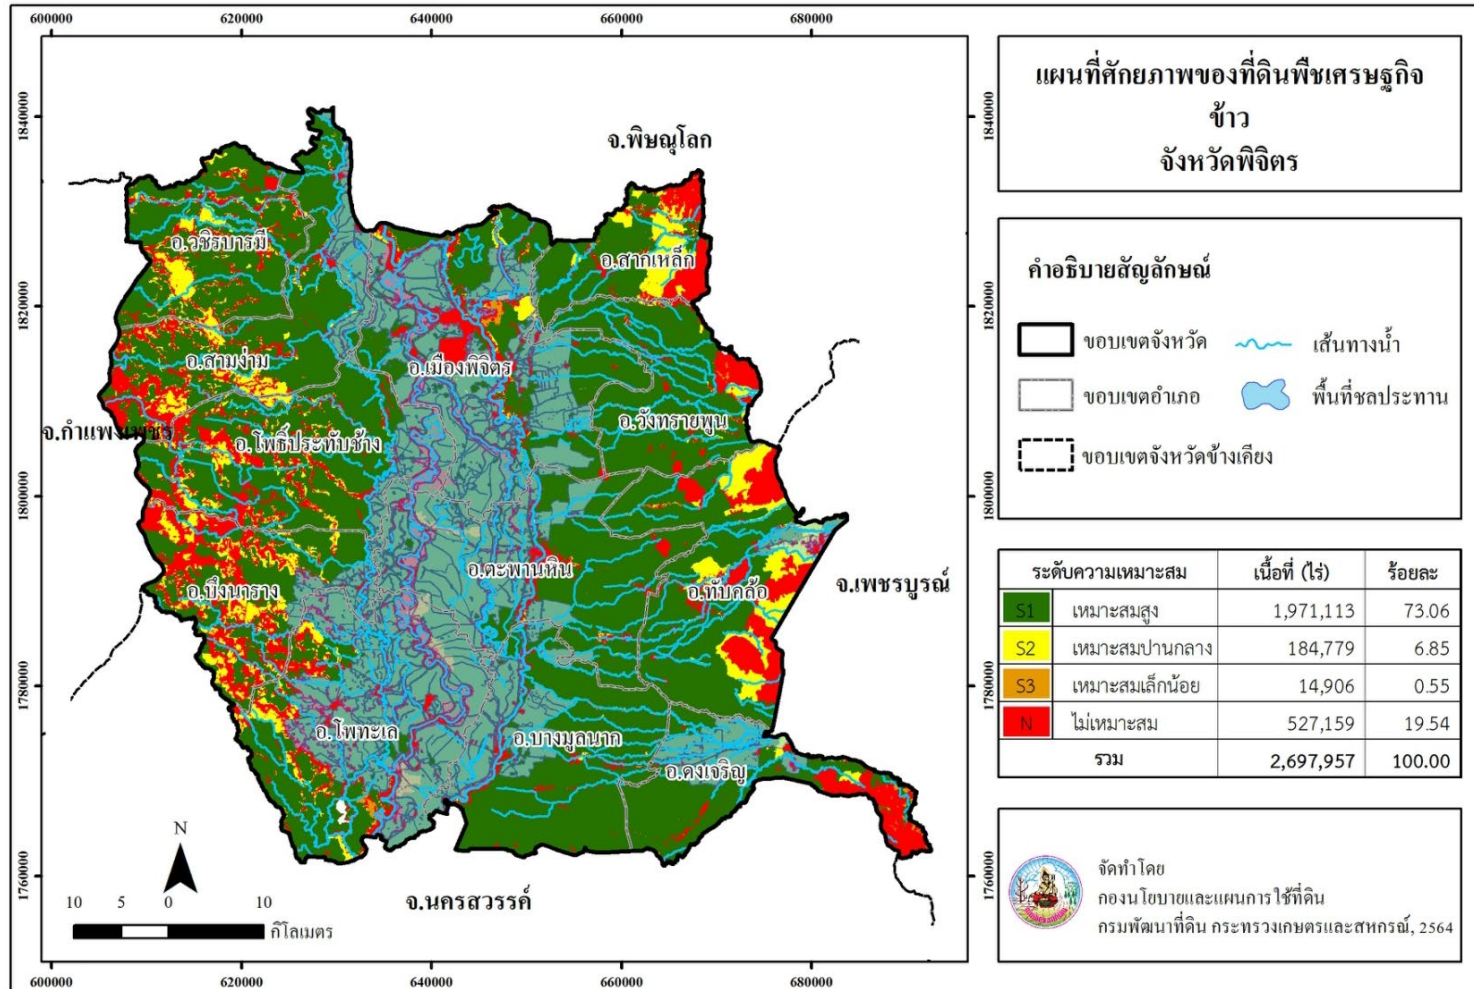 600000 620000 640000 660000 680000
1840000
1820000
1800000
1780000
1760000
1840000
1820000
1800000
1780000
1760000
600000 620000 640000 660000 680000
จ.พิษณุโลก
อ.วชิรบารมี
อ.สากเหล็ก
อ.สามง่าม
อ.เมืองพิจิตร
จ.กำแพงเพชร
อ.โพธิ์ประทับช้าง
อ.วังทรายพูน
อ.บึงนาราง
อ.ตะพานหิน
อ.ทับคล้อ
จ.เพชรบูรณ์
อ.โพทะเล
อ.บางมูลนาก
อ.ดงเจริญ
จ.นครสวรรค์
N
10 5 0 10
กิโลเมตร
แผนที่ศักยภาพของที่ดินพืชเศรษฐกิจ
ข้าว
จังหวัดพิจิตร
คำอธิบายสัญลักษณ์
ขอบเขตจังหวัด เส้นทางน้ำ
ขอบเขตอำเภอ พื้นที่ชลประทาน
ขอบเขตจังหวัดข้างเคียง
ระดับความเหมาะสม เนื้อที่ (ไร่) ร้อยละ
S1 เหมาะสมสูง 1,971,113 73.06
S2 เหมาะสมปานกลาง 184,779 6.85
S3 เหมาะสมเล็กน้อย 14,906 0.55
N ไม่เหมาะสม 527,159 19.54
รวม 2,697,957 100.00
จัดทำโดย
กองนโยบายและแผนการใช้ที่ดิน
กรมพัฒนาที่ดิน กระทรวงเกษตรและสหกรณ์, 2564